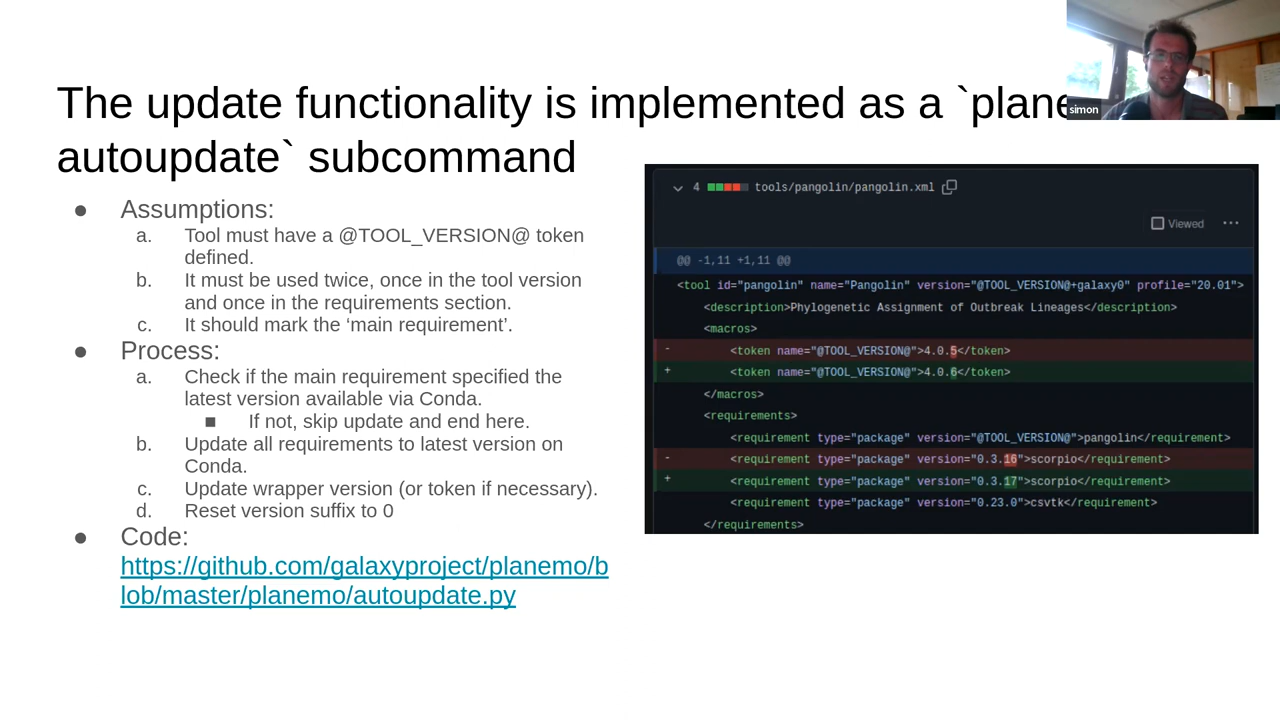 The update functionality is implemented as a `plane
autoupdate` subcommand
simon
● Assumptions:
a. Tool must have a @TOOL_VERSION@ token
defined.
b. It must be used twice, once in the tool version
and once in the requirements section.
c. It should mark the ‘main requirement’.
● Process:
a. Check if the main requirement specified the
latest version available via Conda.
■ If not, skip update and end here.
b. Update all requirements to latest version on
Conda.
c. Update wrapper version (or token if necessary).
d. Reset version suffix to 0
● Code:
https://github.com/galaxyproject/planemo/b
lob/master/planemo/autoupdate.py
4 tools/pangolin/pangolin.xml
Viewed ...
@@ -1,11 +1,11 @@
<tool id="pangolin" name="Pangolin" version="@TOOL_VERSION@+galaxy0" profile="20.01">
<description>Phylogenetic Assignment of Outbreak Lineages</description>
<macros>
- <token name="@TOOL_VERSION@">4.0.5</token>
+ <token name="@TOOL_VERSION@">4.0.6</token>
</macros>
<requirements>
<requirement type="package" version="@TOOL_VERSION@">pangolin</requirement>
- <requirement type="package" version="0.3.16">scorpio</requirement>
+ <requirement type="package" version="0.3.17">scorpio</requirement>
<requirement type="package" version="0.23.0">csvtk</requirement>
</requirements>